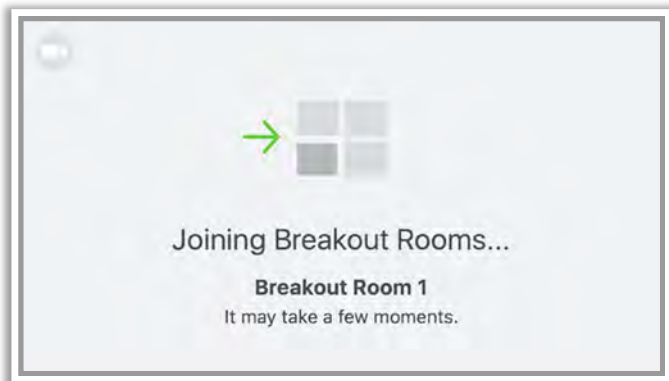 Joining Breakout Rooms...
Breakout Room 1
It may take a few moments.